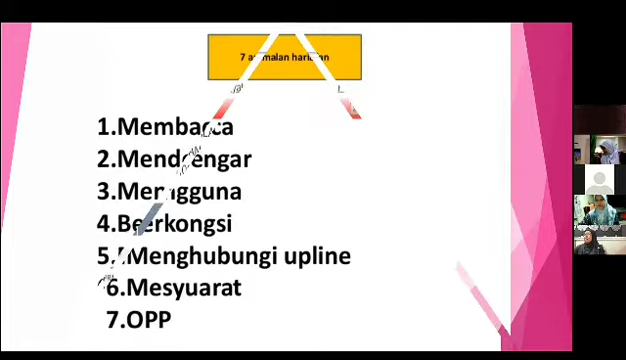 7 amalan harian
1.Membaca
2.Mendengar
3.Mengguna
4.Berkongsi
5.Menghubungi upline
6.Mesyuarat
7.OPP